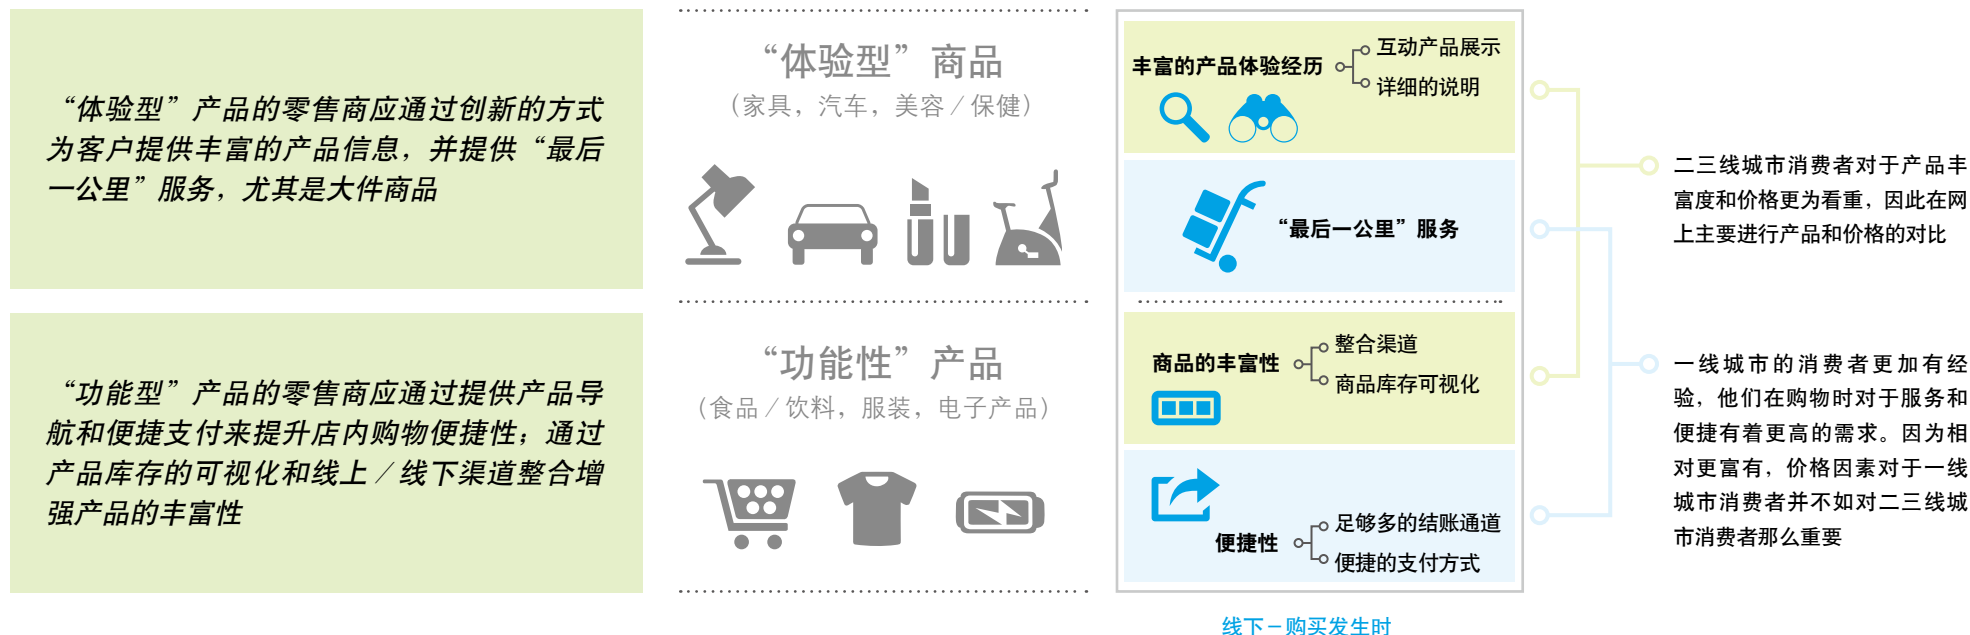 “体验型”产品的零售商应通过创新的方式
为客户提供丰富的产品信息，并提供“最后
一公里”服务，尤其是大件商品
“体验型”商品
（家具，汽车，美容／保健）
丰富的产品体验经历
互动产品展示
详细的说明
“最后一公里”服务
二三线城市消费者对于产品丰
富度和价格更为看重，因此在网
上主要进行产品和价格的对比
“功能型”产品的零售商应通过提供产品导
航和便捷支付来提升店内购物便捷性；通过
产品库存的可视化和线上／线下渠道整合增
强产品的丰富性
“功能性”产品
（食品／饮料，服装，电子产品）
商品的丰富性
整合渠道
商品库存可视化
便捷性
足够多的结账通道
便捷的支付方式
一线城市的消费者更加有经
验，他们在购物时对于服务和
便捷有着更高的需求。因为相
对更富有，价格因素对于一线
城市消费者并不如对二三线城
市消费者那么重要
线下－购买发生时